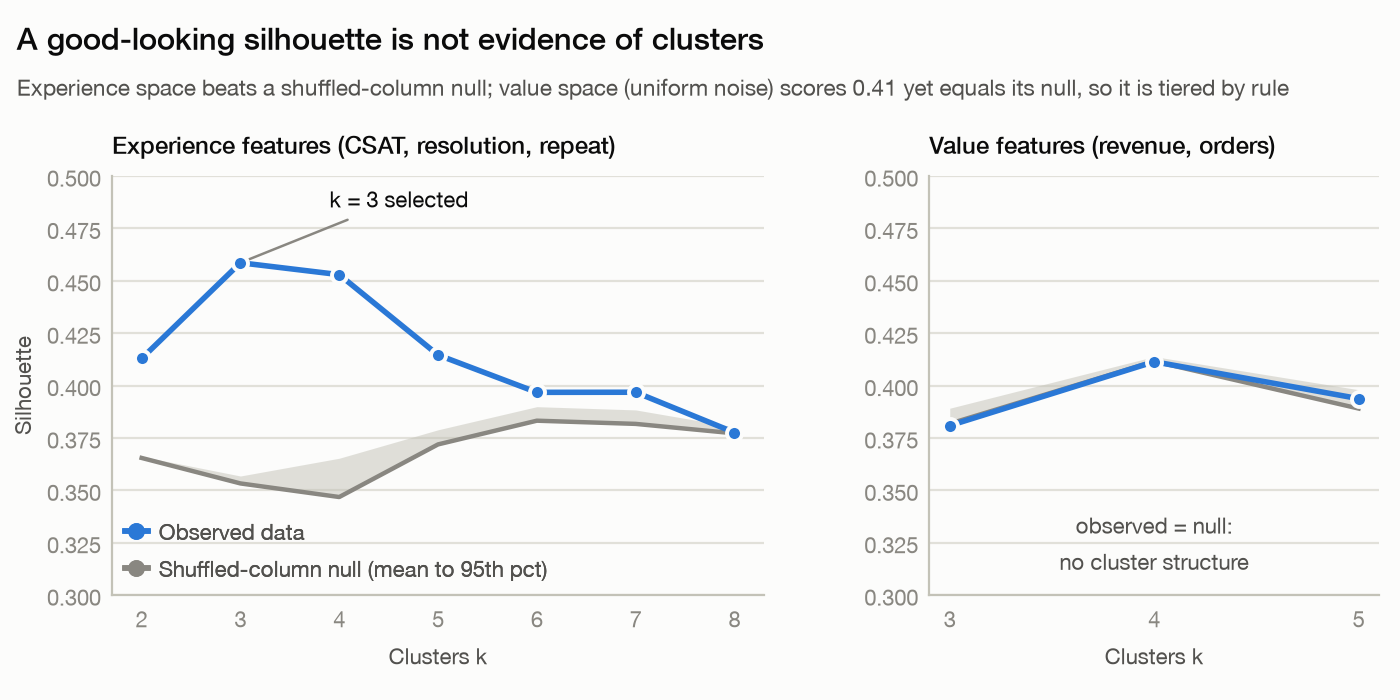 A good-looking silhouette is not evidence of clusters
Experience space beats a shuffled-column null; value space (uniform noise) scores 0.41 yet equals its null, so it is tiered by rule
Experience features (CSAT, resolution, repeat)
0.500
0.475
0.450
0.425
0.400
0.375
0.350
0.325
0.300
Silhouette
k = 3 selected
Observed data
Shuffled-column null (mean to 95th pct)
2 3 4 5 6 7 8
Clusters k
Value features (revenue, orders)
0.500
0.475
0.450
0.425
0.400
0.375
0.350
0.325
0.300
observed = null:
no cluster structure
3 4 5
Clusters k